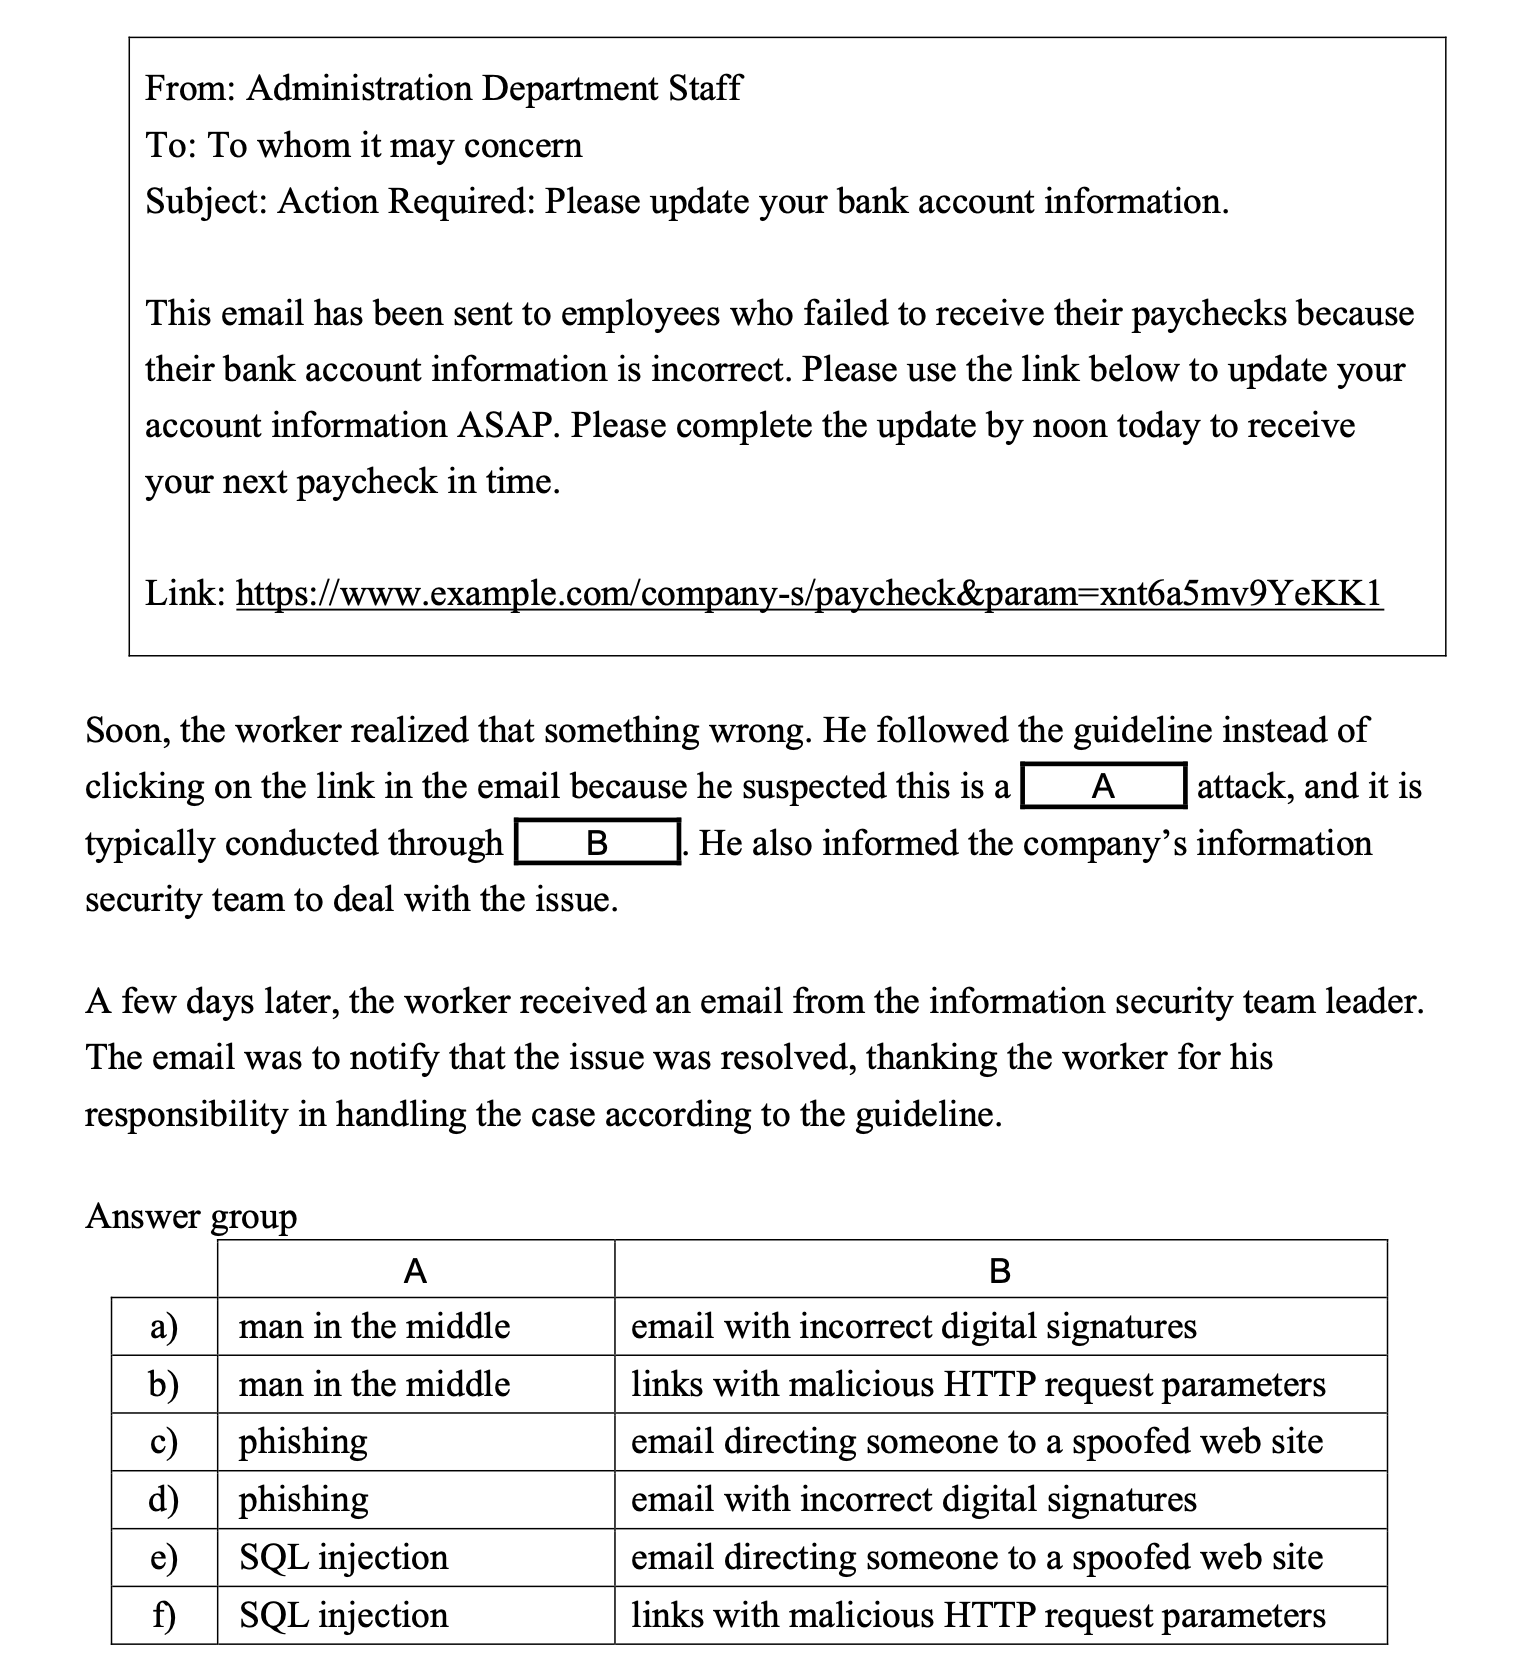 From: Administration Department Staff
To: To whom it may concern
Subject: Action Required: Please update your bank account information.
This email has been sent to employees who failed to receive their paychecks because
their bank account information is incorrect. Please use the link below to update your
account information ASAP. Please complete the update by noon today to receive
your next paycheck in time.
Link: https://www.example.com/company-s/paycheck&param=xnt6a5mv9YeKK1
Soon, the worker realized that something wrong. He followed the guideline instead of
clicking on the link in the email because he suspected this is a A attack, and it is
typically conducted through B . He also informed the company’s information
security team to deal with the issue.
A few days later, the worker received an email from the information security team leader.
The email was to notify that the issue was resolved, thanking the worker for his
responsibility in handling the case according to the guideline.
Answer group
A B
a) man in the middle email with incorrect digital signatures
b) man in the middle links with malicious HTTP request parameters
c) phishing email directing someone to a spoofed web site
d) phishing email with incorrect digital signatures
e) SQL injection email directing someone to a spoofed web site
f) SQL injection links with malicious HTTP request parameters